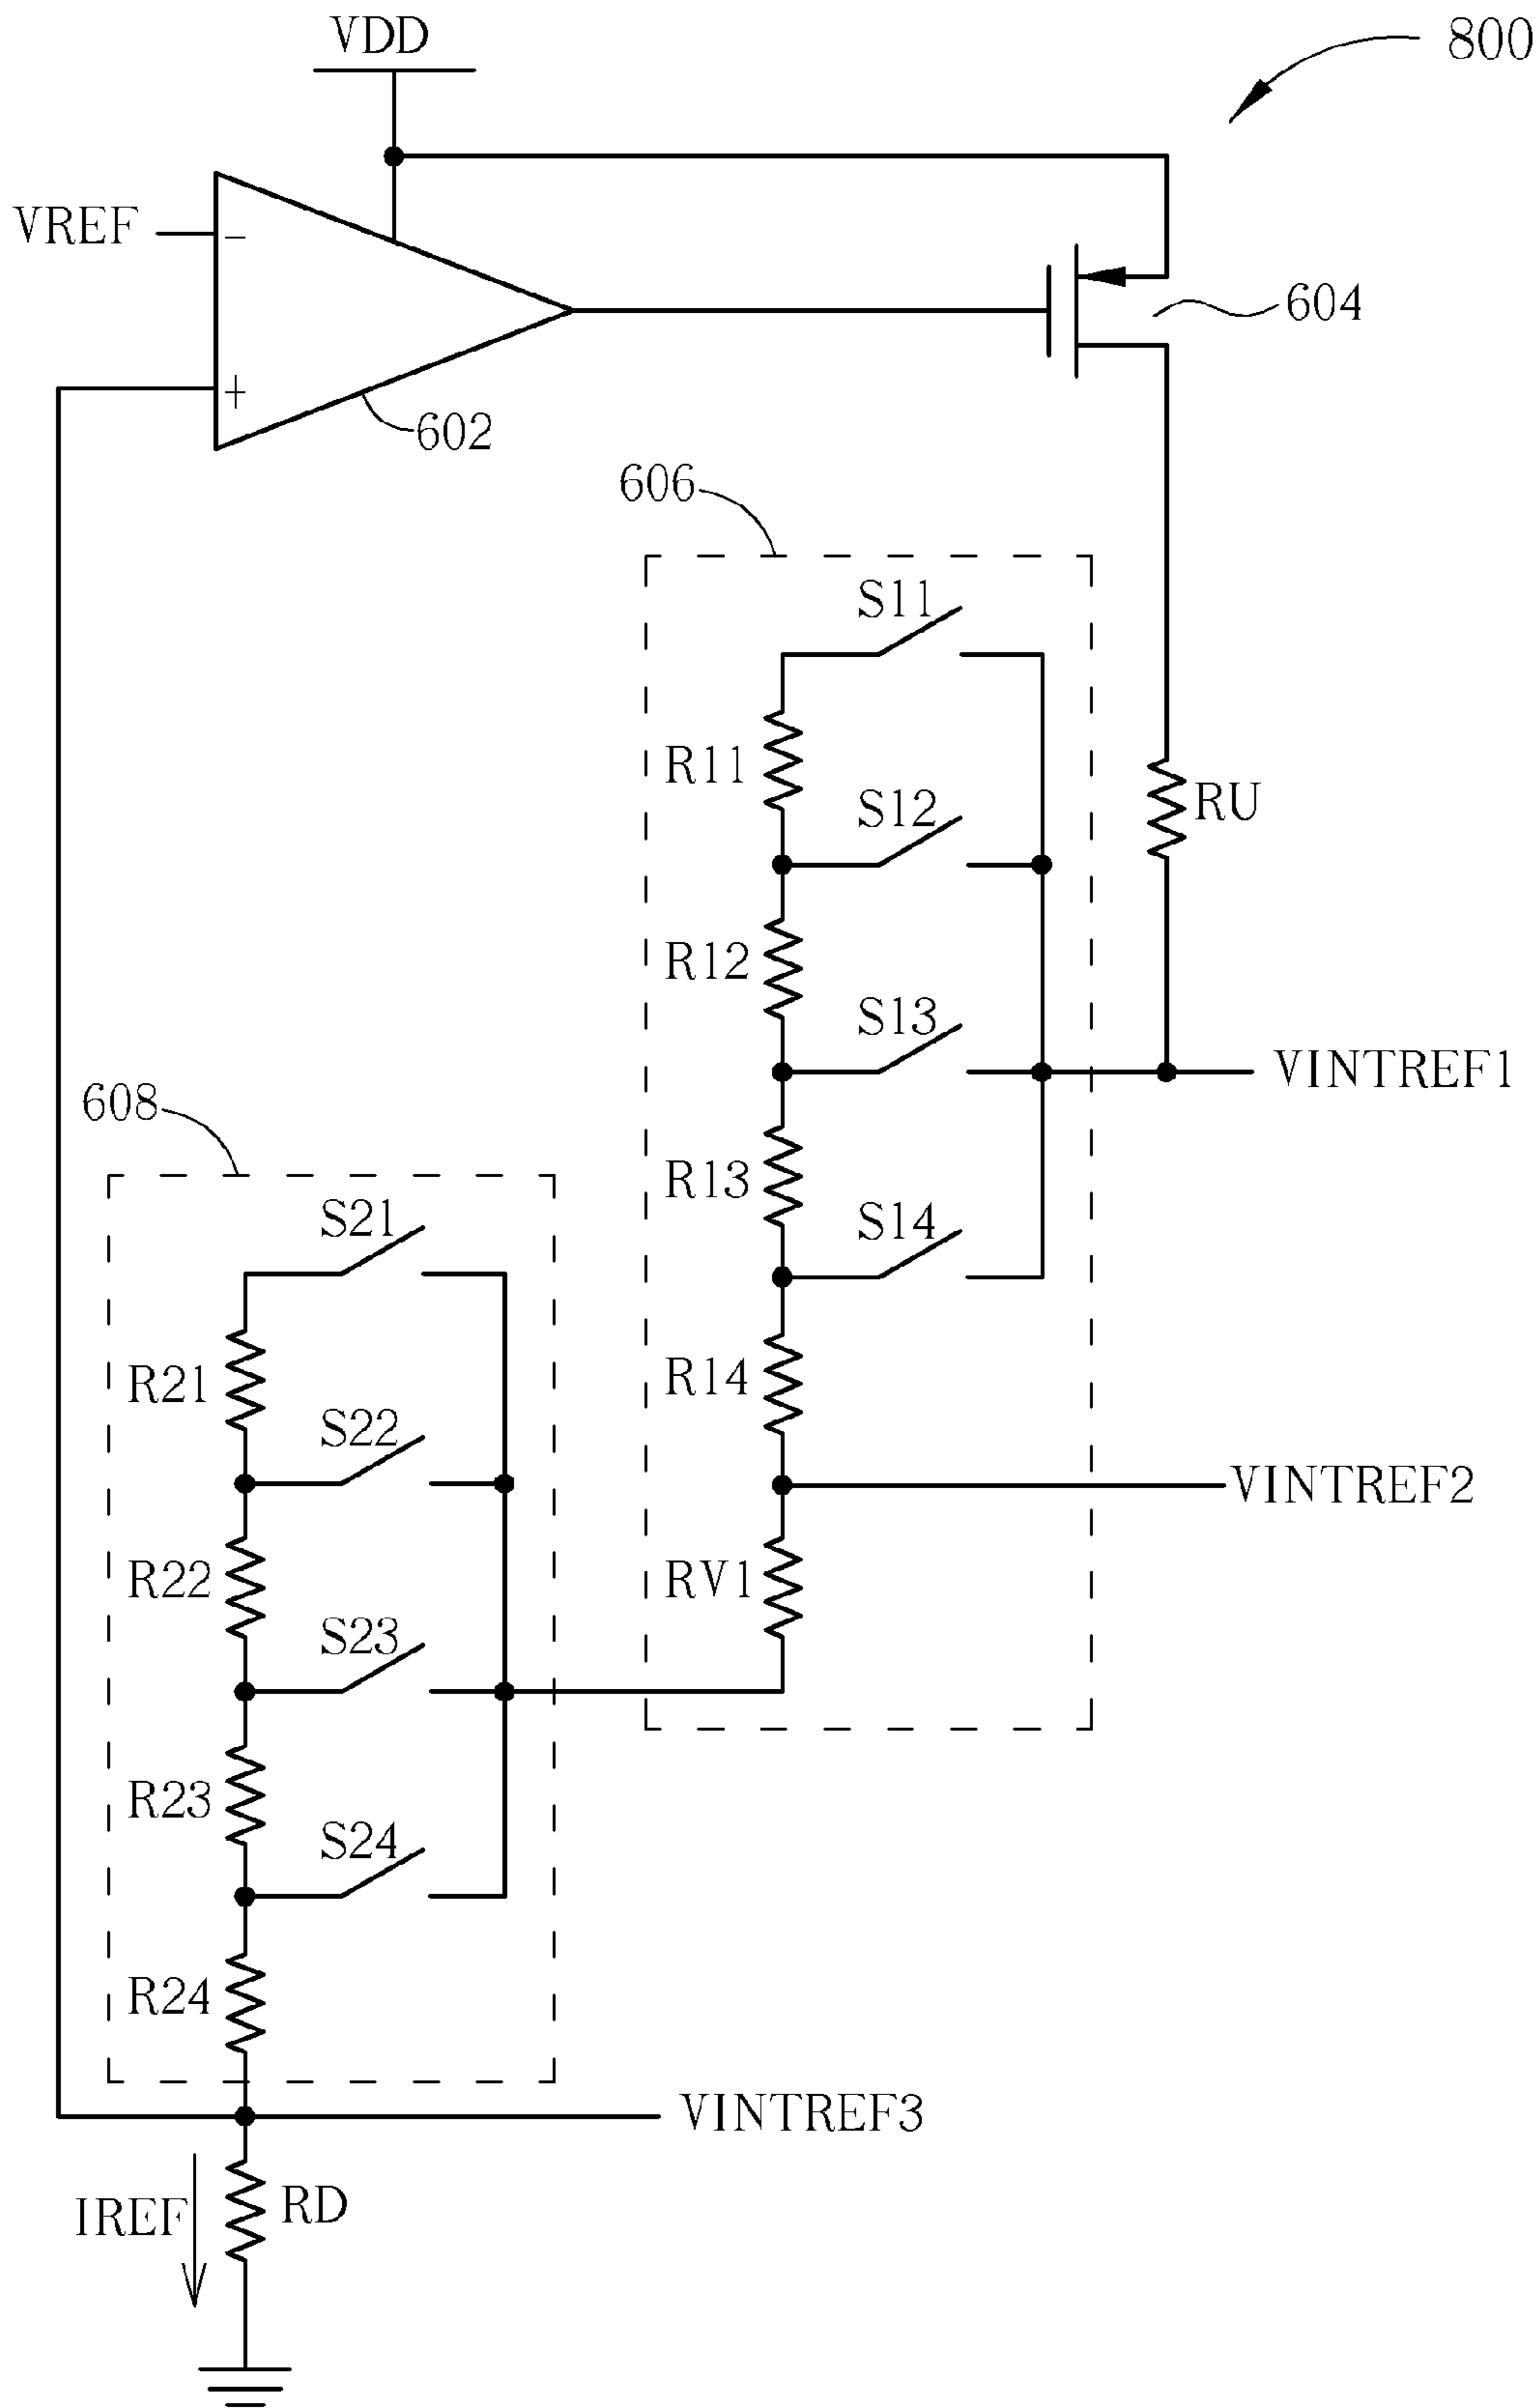 VDD
800
VREF
−
604
+
602
606
S11
R11
S12
RU
R12
S13
VINTREF1
608
R13
S14
S21
R21
R14
S22
VINTREF2
R22
RV1
S23
R23
S24
R24
VINTREF3
IREF
RD